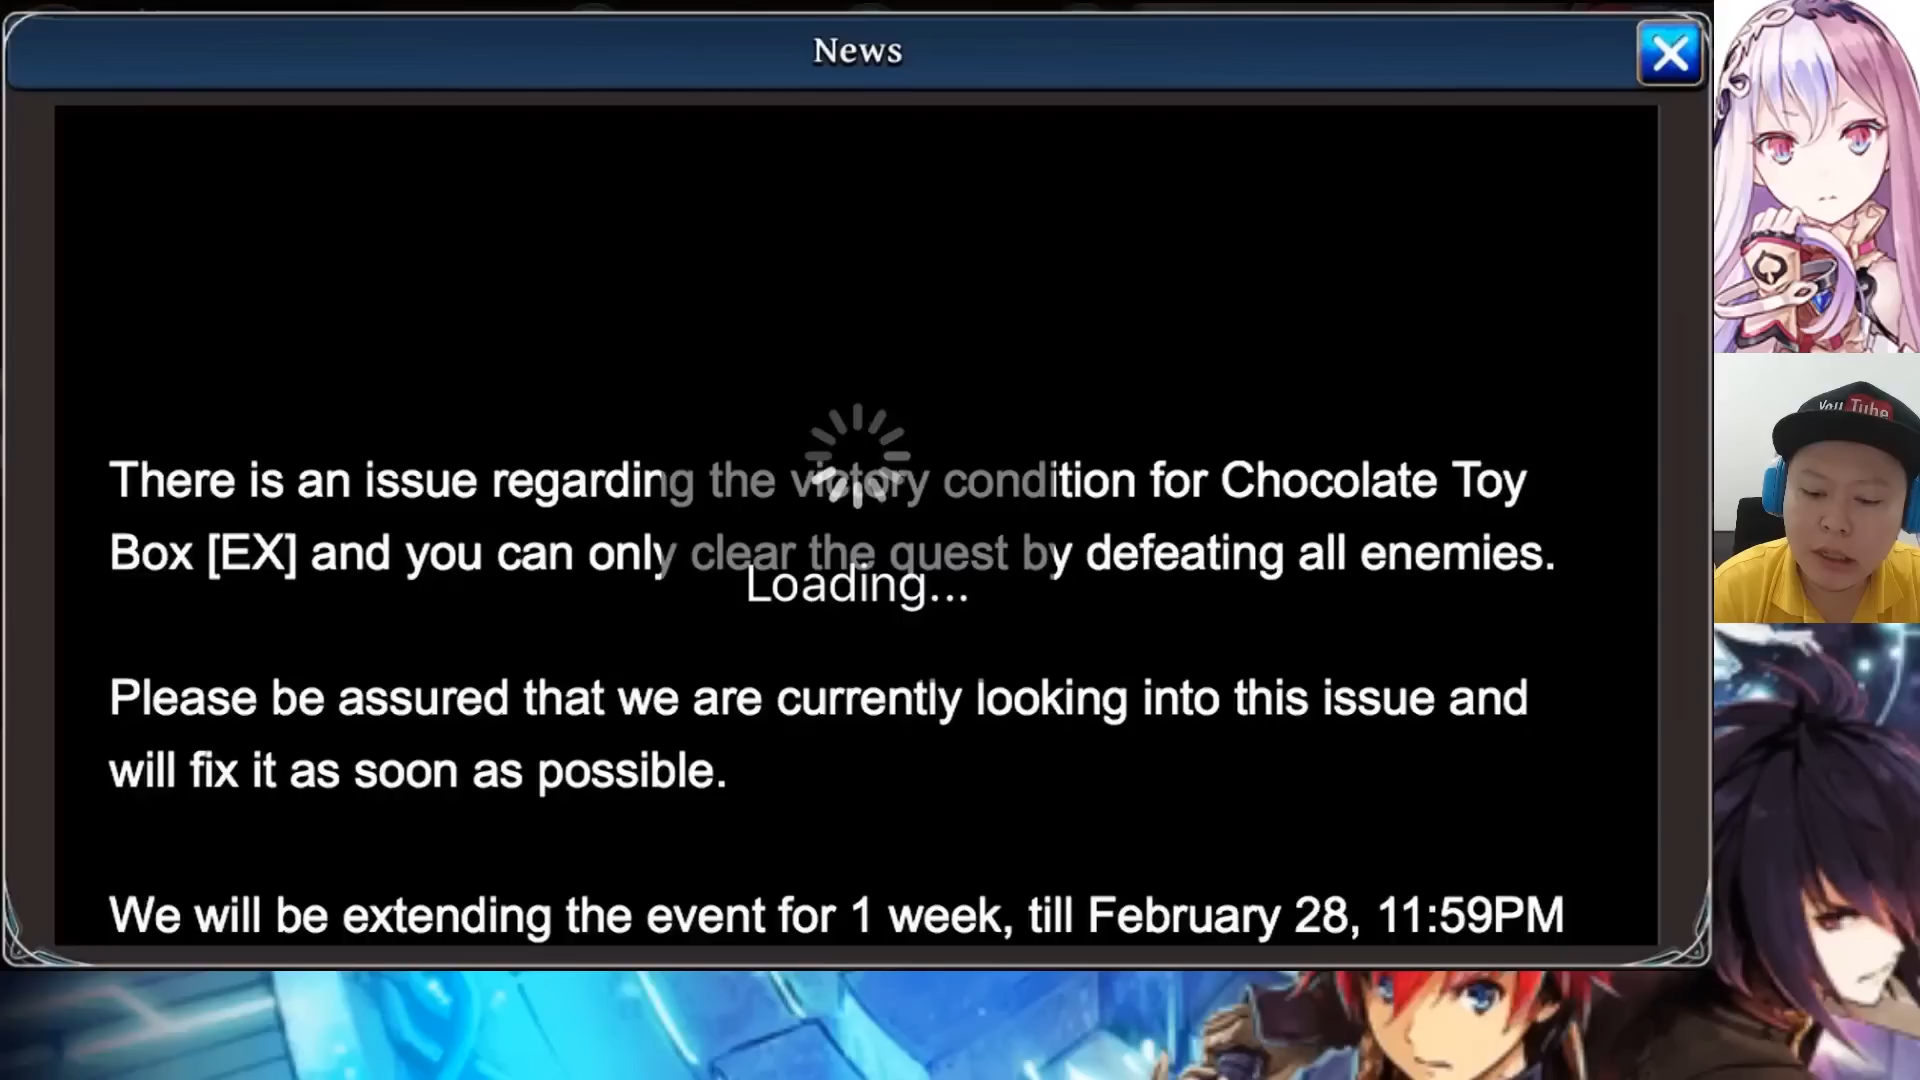 News
There is an issue regarding the victory condition for Chocolate Toy
Box [EX] and you can only clear the quest by defeating all enemies.
Loading...
Please be assured that we are currently looking into this issue and
will fix it as soon as possible.
We will be extending the event for 1 week, till February 28, 11:59PM
You Tube